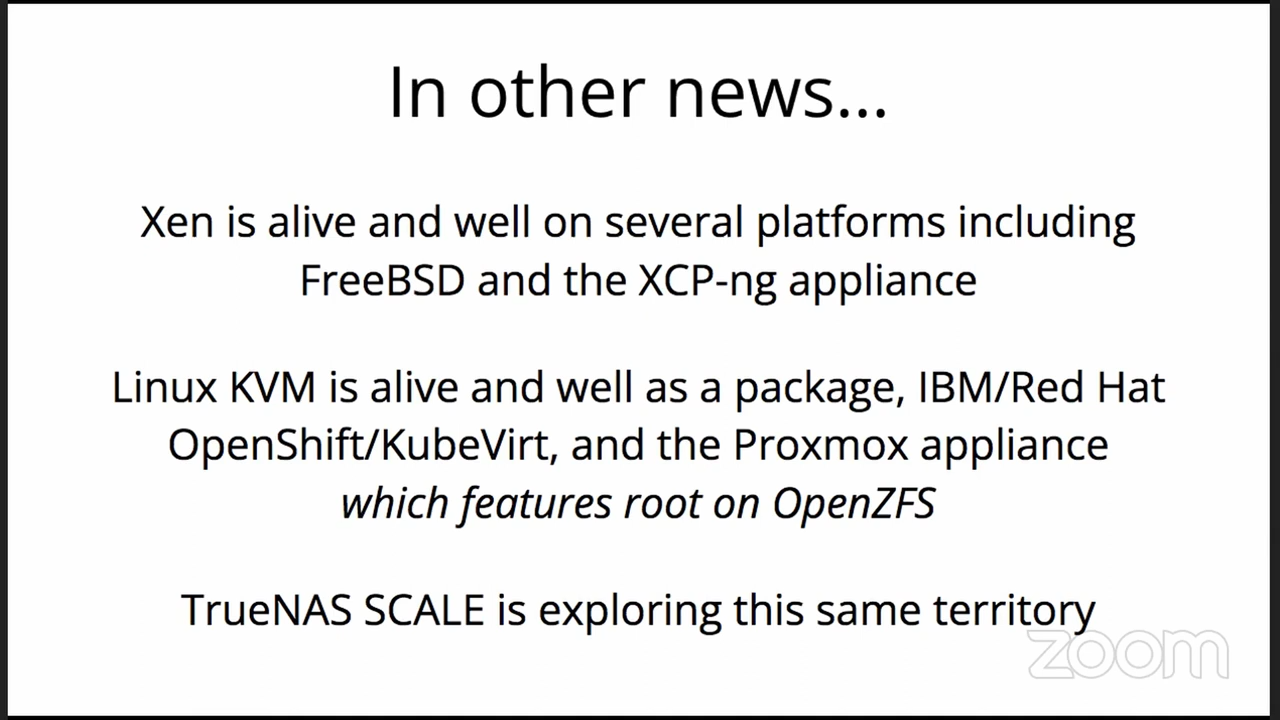 In other news...
Xen is alive and well on several platforms including
FreeBSD and the XCP-ng appliance
Linux KVM is alive and well as a package, IBM/Red Hat
OpenShift/KubeVirt, and the Proxmox appliance
which features root on OpenZFS
TrueNAS SCALE is exploring this same territory
zoom